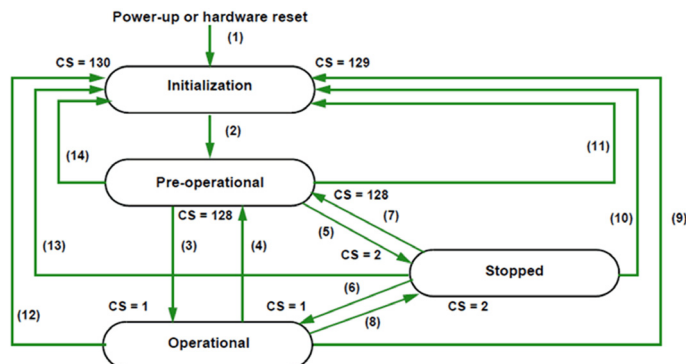 Power-up or hardware reset
(1)
CS = 130
CS = 129
Initialization
(2)
(14)
(11)
Pre-operational
CS = 128
CS = 128
(7)
(5)
(10)
(9)
(13)
(3)
(4)
CS = 2
Stopped
(6)
CS = 1
CS = 1
CS = 2
(12)
(8)
Operational